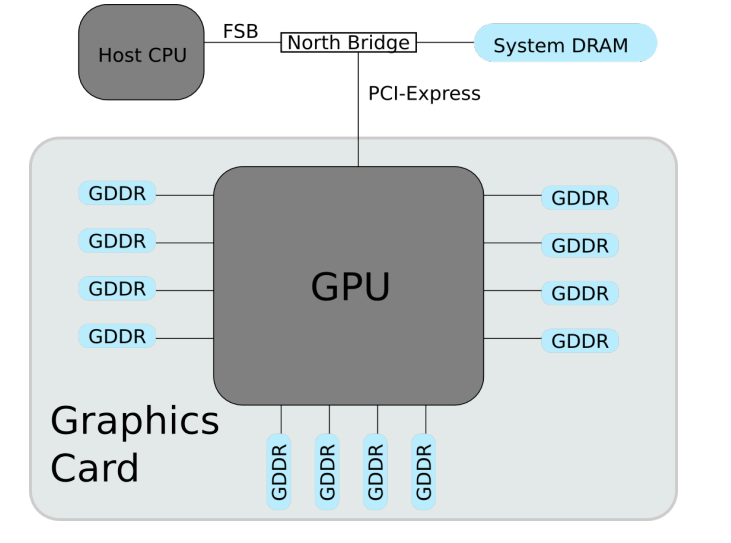 Host CPU
FSB
North Bridge
System DRAM
PCI-Express
GDDR
GDDR
GDDR
GDDR
GPU
GDDR
GDDR
GDDR
GDDR
Graphics
Card
GDDR
GDDR
GDDR
GDDR